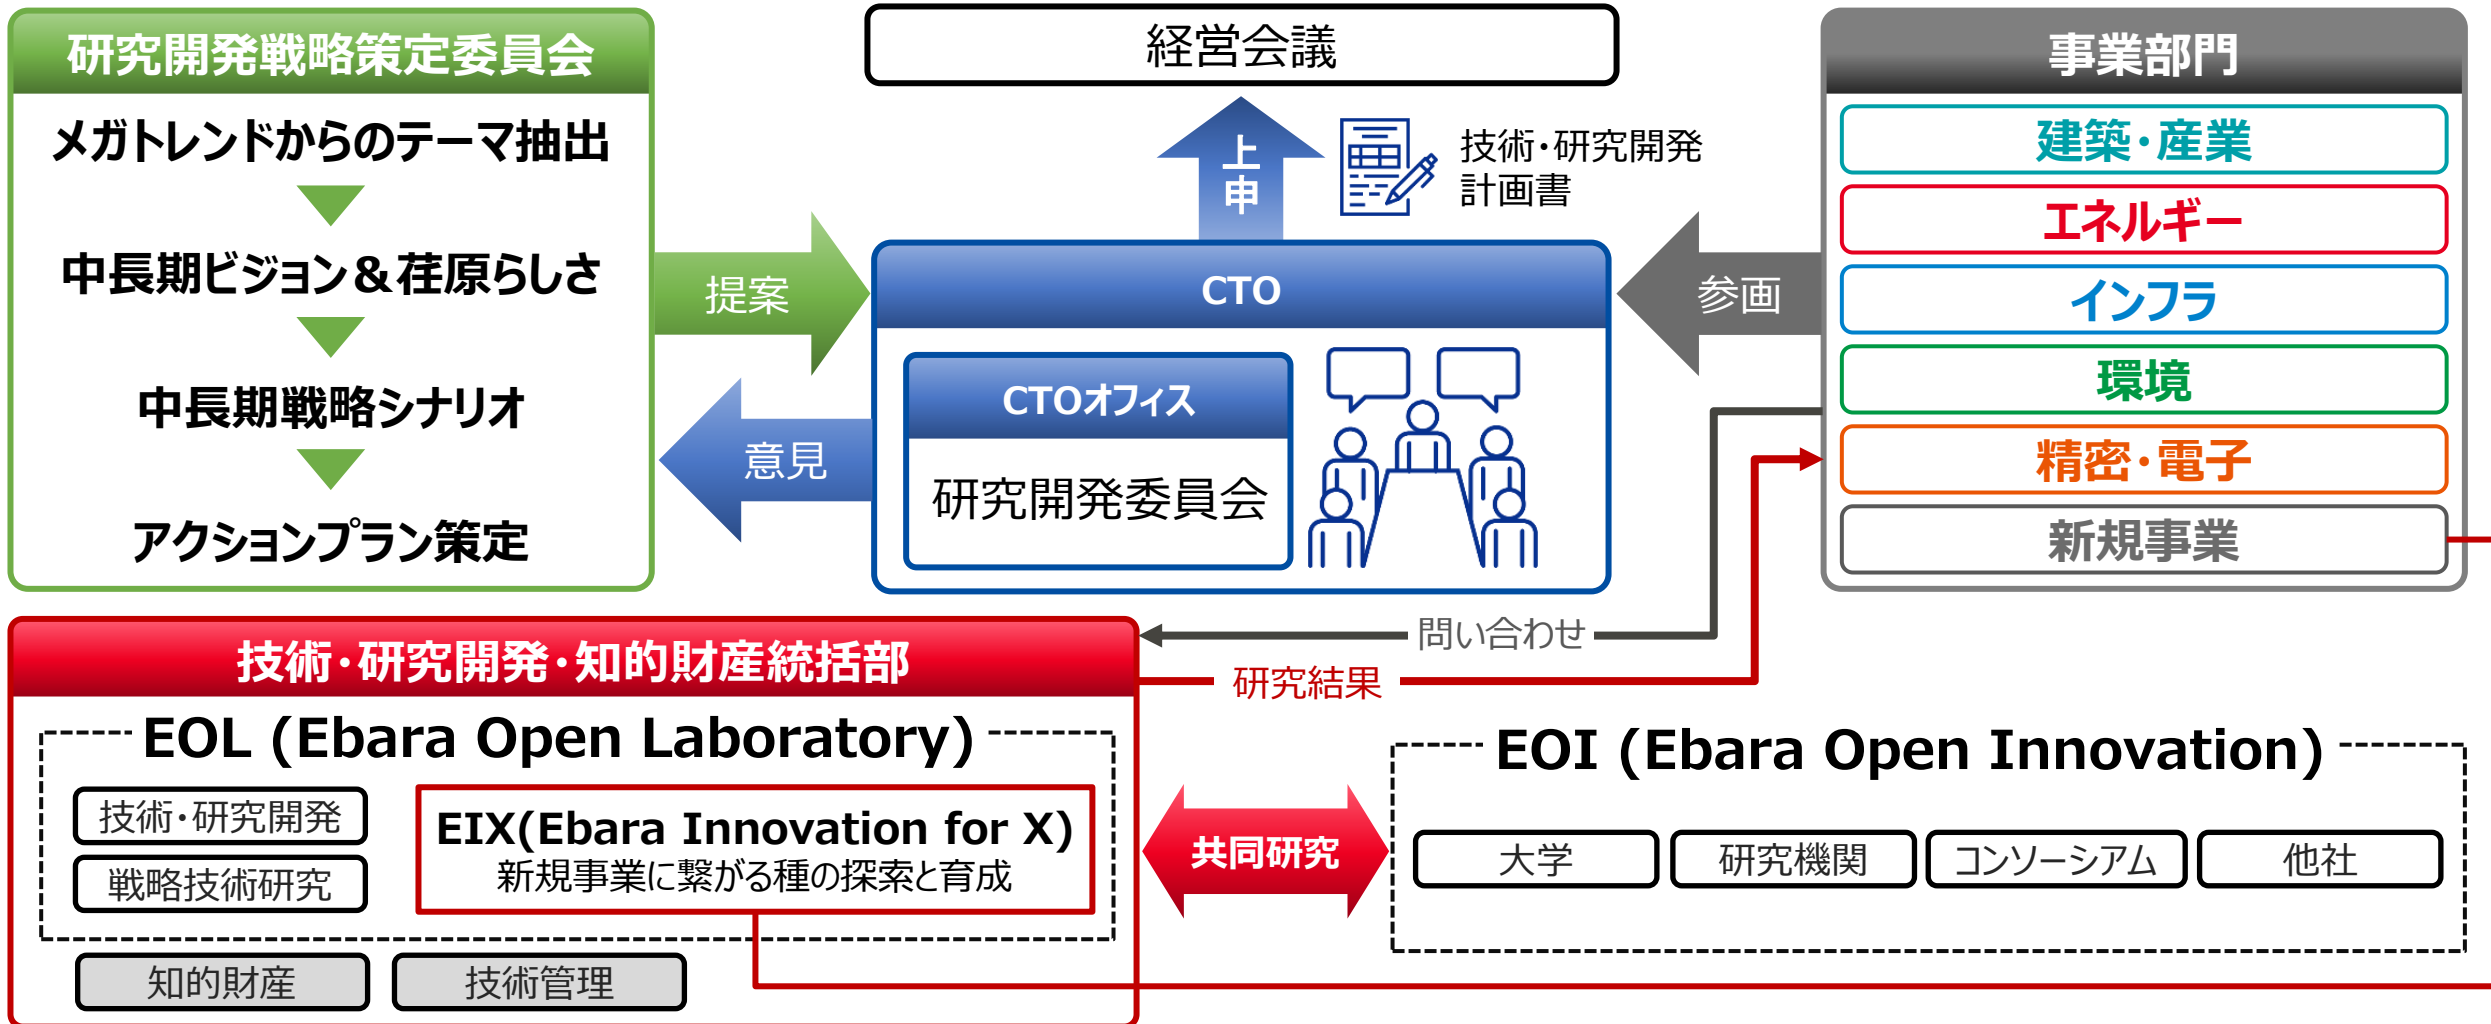 研究開発戦略策定委員会
メガトレンドからのテーマ抽出
中長期ビジョン＆荏原らしさ
中長期戦略シナリオ
アクションプラン策定
提案
意見
経営会議
上申
技術・研究開発
計画書
CTO
CTOオフィス
研究開発委員会
参画
事業部門
建築・産業
エネルギー
インフラ
環境
精密・電子
新規事業
問い合わせ
研究結果
技術・研究開発・知的財産統括部
EOL (Ebara Open Laboratory)
技術・研究開発
戦略技術研究
EIX(Ebara Innovation for X)
新規事業に繋がる種の探索と育成
知的財産
技術管理
共同研究
EOI (Ebara Open Innovation)
大学
研究機関
コンソーシアム
他社